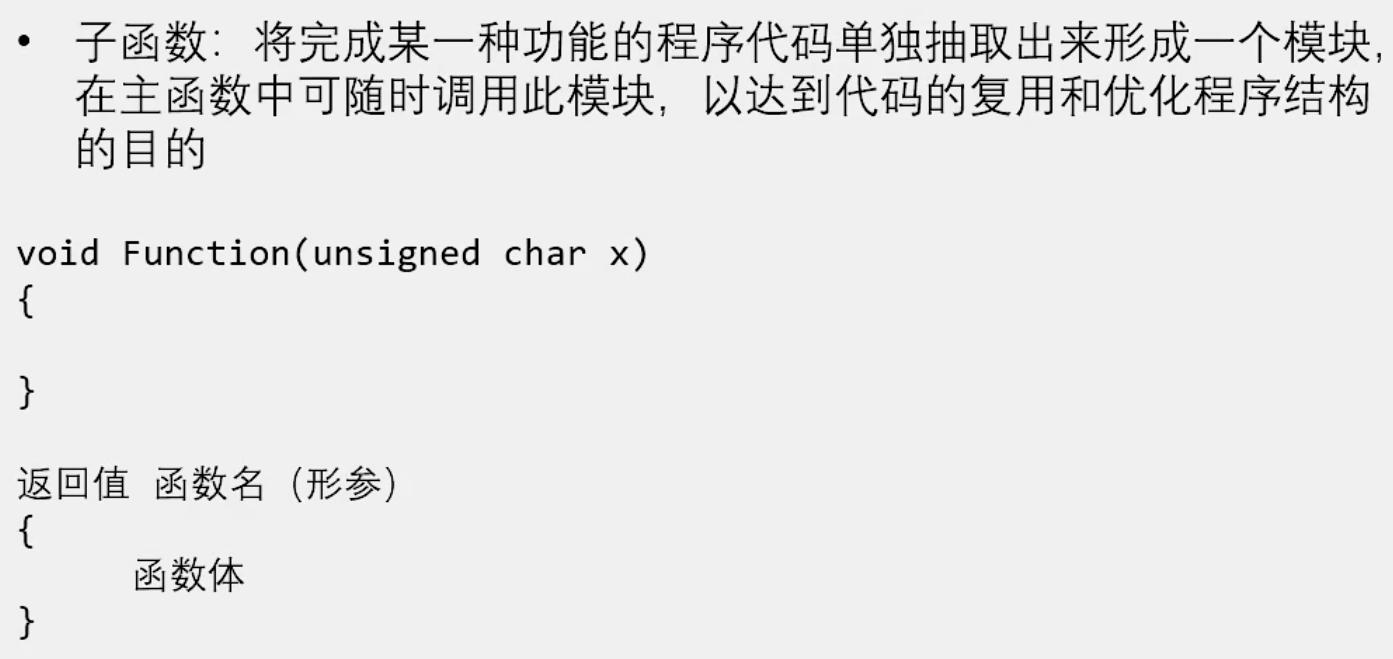 • 子函数：将完成某一种功能的程序代码单独抽取出来形成一个模块，
在主函数中可随时调用此模块，以达到代码的复用和优化程序结构
的目的
void Function(unsigned char x)
{
}
返回值 函数名（形参）
{
函数体
}